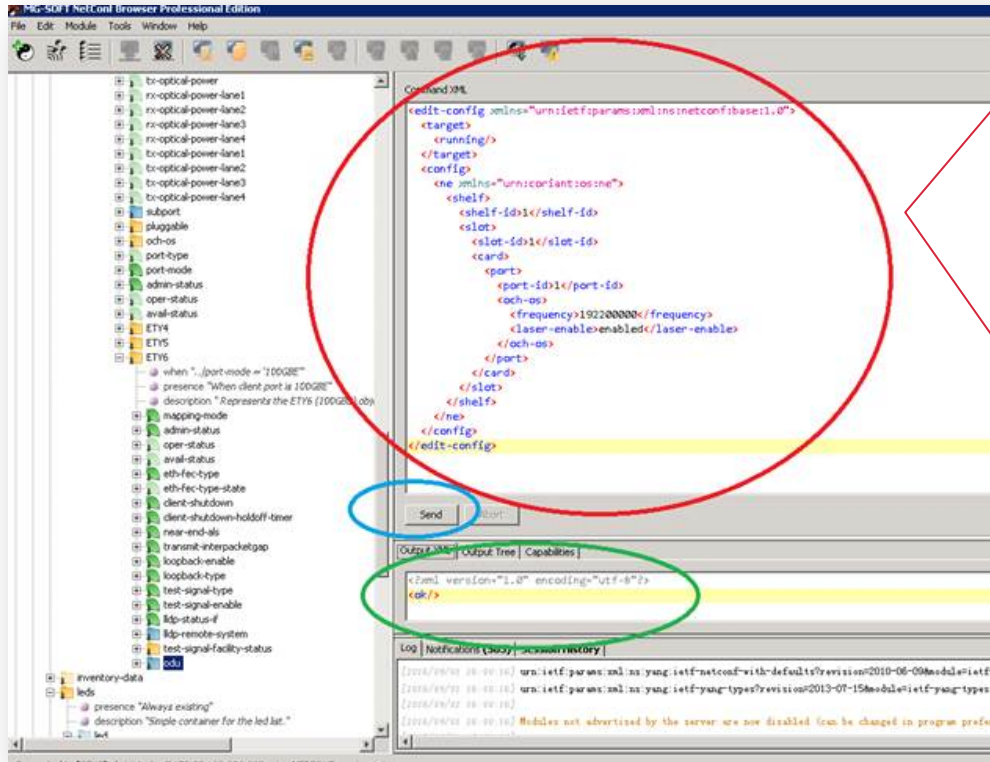 MG-SOFT NetConf Browser Professional Edition
File Edit Module Tools Window Help
tx-optical-power
rx-optical-power-lane1
rx-optical-power-lane2
rx-optical-power-lane3
rx-optical-power-lane4
tx-optical-power-lane1
tx-optical-power-lane2
tx-optical-power-lane3
tx-optical-power-lane4
subport
pluggable
och-os
port-type
port-mode
admin-status
oper-status
avail-status
ETY4
ETY5
ETY6
when "../port-mode = '100GBE'"
presence "When client port is 100GBE"
description "Represents the ETY6 (100GBE) obj
mapping-mode
admin-status
oper-status
avail-status
eth-fec-type
eth-fec-type-state
client-shutdown
client-shutdown-holdoff-timer
near-end-als
transmit-interpacketgap
loopback-enable
loopback-type
test-signal-type
test-signal-enable
lldp-status-if
lldp-remote-system
test-signal-facility-status
odu
inventory-data
leds
presence "Always existing"
description "Simple container for the led list."
led
Command XML
<edit-config xmlns="urn:ietf:params:xml:ns:netconf:base:1.0">
<target>
<running/>
</target>
<config>
<ne xmlns="urn:coriant:os:ne">
<shelf>
<shelf-id>1</shelf-id>
<slot>
<slot-id>1</slot-id>
<card>
<port>
<port-id>1</port-id>
<och-os>
<frequency>192200000</frequency>
<laser-enable>enabled</laser-enable>
</och-os>
</port>
</card>
</slot>
</shelf>
</ne>
</config>
</edit-config>
Send Abort
Output XML Output Tree Capabilities
<?xml version="1.0" encoding="utf-8"?>
<ok/>
Log Notifications (303) Session History
urn:ietf:params:xml:ns:yang:ietf-netconf-with-defaults?revision=2010-06-09&module=ietf
urn:ietf:params:xml:ns:yang:ietf-yang-types?revision=2013-07-15&module=ietf-yang-types
Modules not advertised by the server are now disabled (can be changed in program prefe